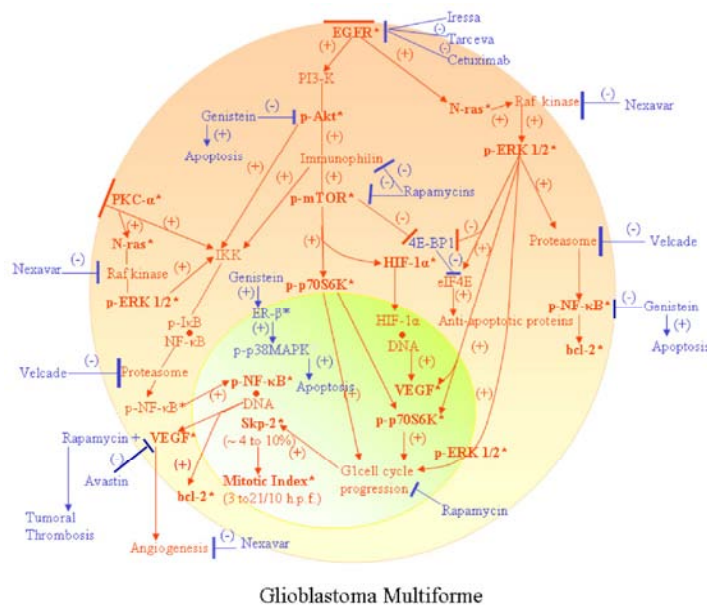 Iressa
EGFR*
(-)
Tarceva
(-)
Cetuximab
(+)
(+)
PI3-K
N-ras*
(+)
Raf kinase
(-)
Nexavar
Genistein
(-)
p-Akt*
(+)
(+)
Apoptosis
(+)
p-ERK 1/2*
Immunophilin
(-)
(+)
(+)
(-)
Rapamycins
(+)
PKC-α*
(+)
p-mTOR*
(-)
(+)
(+)
N-ras*
4E-BP1
(-)
Proteasome
(-)
Velcade
IKK
(+)
HIF-1α*
(-)
Nexavar
(-)
Raf kinase
(+)
eIF4E
p-ERK 1/2*
Genistein
p-p70S6K*
(+)
p-NF-κB*
(-)
Genistein
(+)
ER-β*
HIF-1α
Anti-apoptotic proteins
(+)
p-IκB
(+)
DNA
(+)
bcl-2*
Apoptosis
NF-κB
p-p38MAPK
(+)
Velcade
(-)
Proteasome
p-NF-κB*
(+)
Apoptosis
VEGF*
(+)
p-NF-κB*
(+)
DNA
(+)
p-p70S6K*
(+)
Rapamycin +
VEGF*
(+)
Skp-2*
(~ 4 to 10%)
(+)
(+)
p-ERK 1/2*
(-)
(+)
G1cell cycle
progression
Avastin
Mitotic Index*
bcl-2*
(3 to21/10 h.p.f.)
(-)
Rapamycin
Tumoral
Thrombosis
Angiogenesis
(-)
Nexavar
Glioblastoma Multiforme